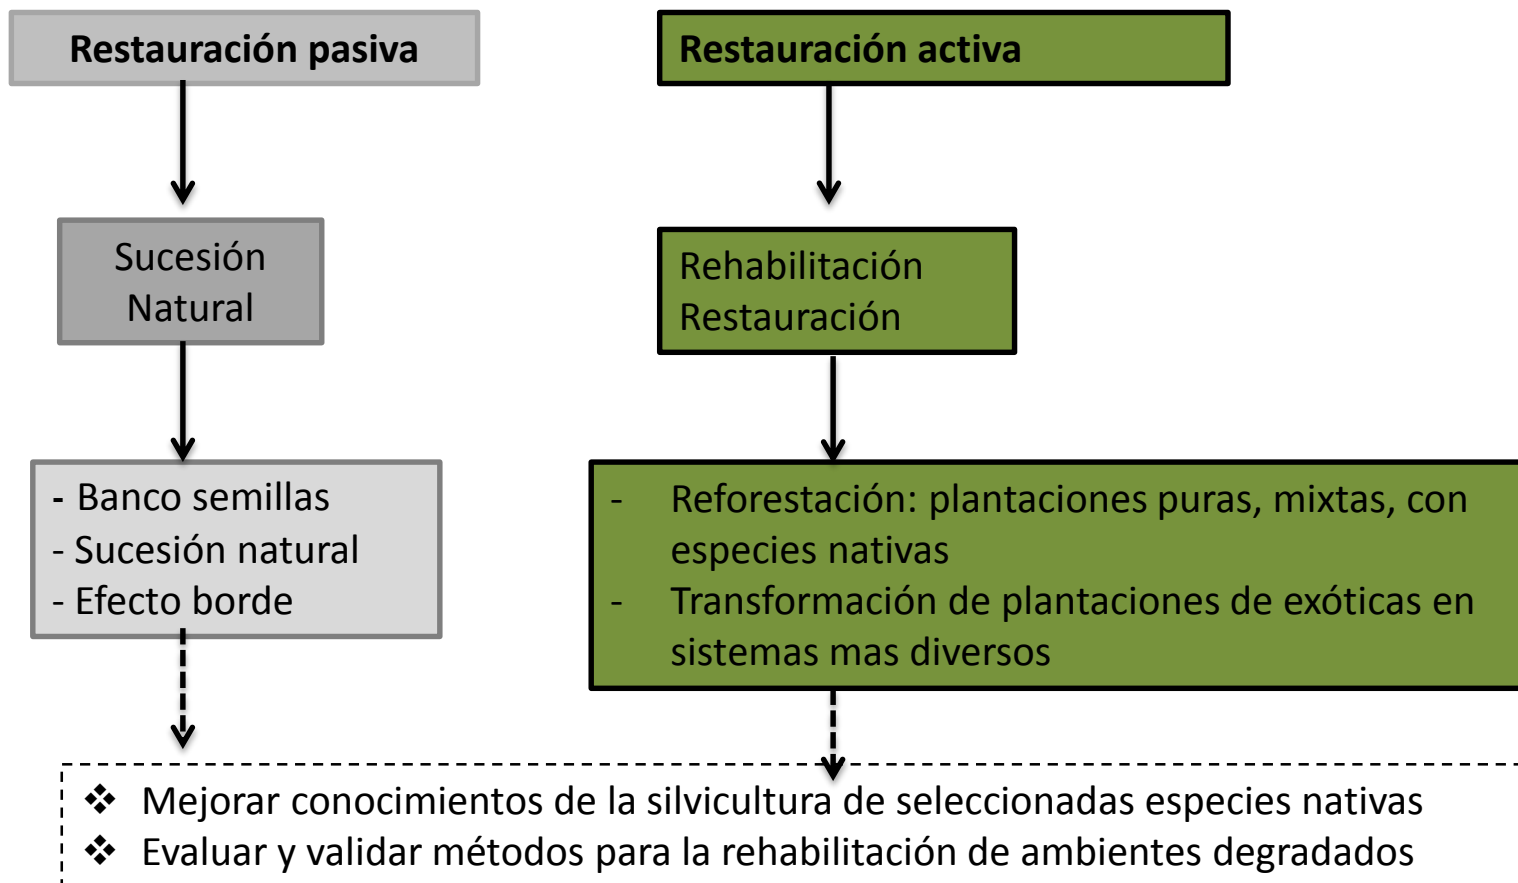 Restauración pasiva
Restauración activa
Sucesión
Natural
Rehabilitación
Restauración
- Banco semillas
- Sucesión natural
- Efecto borde
- Reforestación: plantaciones puras, mixtas, con
especies nativas
- Transformación de plantaciones de exóticas en
sistemas mas diversos
❖ Mejorar conocimientos de la silvicultura de seleccionadas especies nativas
❖ Evaluar y validar métodos para la rehabilitación de ambientes degradados